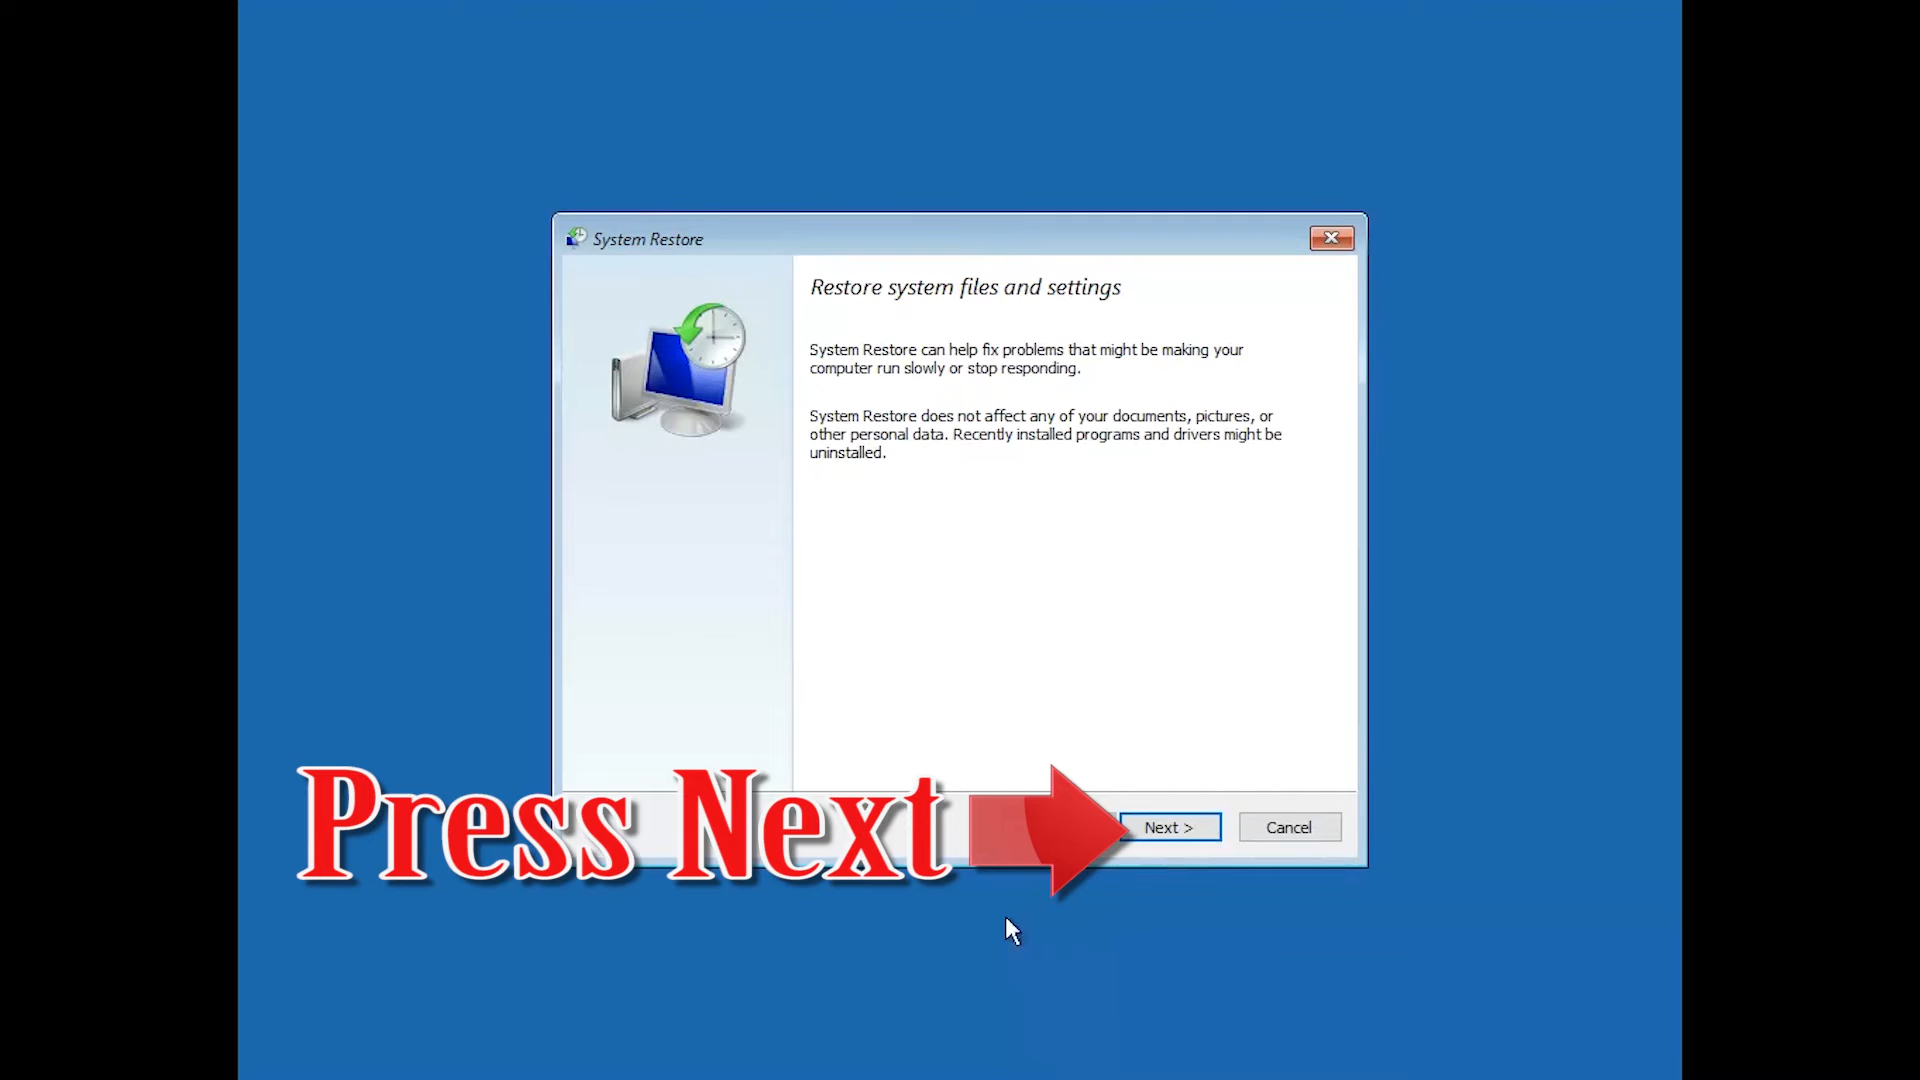 System Restore
Restore system files and settings
System Restore can help fix problems that might be making your
computer run slowly or stop responding.
System Restore does not affect any of your documents, pictures, or
other personal data. Recently installed programs and drivers might be
uninstalled.
Press Next
Next >
Cancel